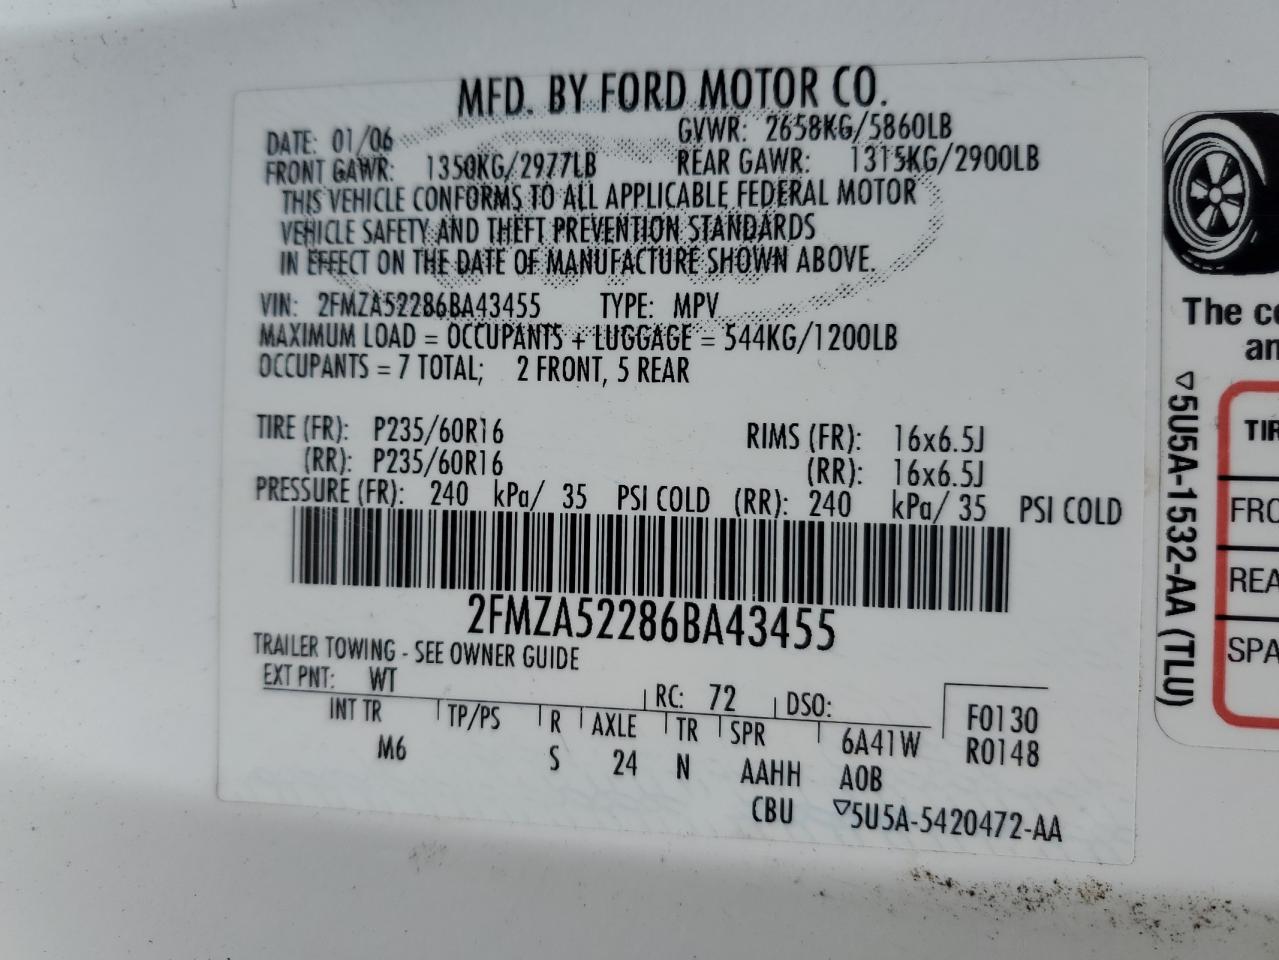 MFD. BY FORD MOTOR CO.
DATE: 01/06 GVWR: 2658KG/5860LB
FRONT GAWR: 1350KG/2977LB REAR GAWR: 1315KG/2900LB
THIS VEHICLE CONFORMS TO ALL APPLICABLE FEDERAL MOTOR
VEHICLE SAFETY AND THEFT PREVENTION STANDARDS
IN EFFECT ON THE DATE OF MANUFACTURE SHOWN ABOVE.
VIN: 2FMZA52286BA43455 TYPE: MPV
MAXIMUM LOAD = OCCUPANTS + LUGGAGE = 544KG/1200LB
OCCUPANTS = 7 TOTAL; 2 FRONT, 5 REAR
TIRE (FR): P235/60R16 RIMS (FR): 16x6.5J
(RR): P235/60R16 (RR): 16x6.5J
PRESSURE (FR): 240 kPa/ 35 PSI COLD (RR): 240 kPa/ 35 PSI COLD
2FMZA52286BA43455
TRAILER TOWING - SEE OWNER GUIDE
EXT PNT: WT RC: 72 DSO: F0130
INT TR TP/PS R AXLE TR SPR 6A41W R0148
M6 S 24 N AAHH A0B
CBU ▽5U5A-5420472-AA
The co
an
▽5U5A-1532-AA (TLU)
TIR
FRO
REA
SPA